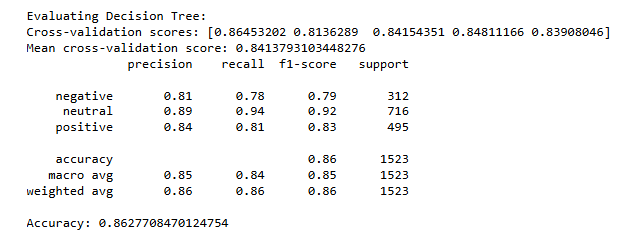 Evaluating Decision Tree:
Cross-validation scores: [0.86453202 0.8136289  0.84154351 0.84811166 0.83908046]
Mean cross-validation score: 0.8413793103448276
              precision    recall  f1-score   support

    negative       0.81      0.78      0.79       312
     neutral       0.89      0.94      0.92       716
    positive       0.84      0.81      0.83       495

    accuracy                           0.86      1523
   macro avg       0.85      0.84      0.85      1523
weighted avg       0.86      0.86      0.86      1523

Accuracy: 0.8627708470124754